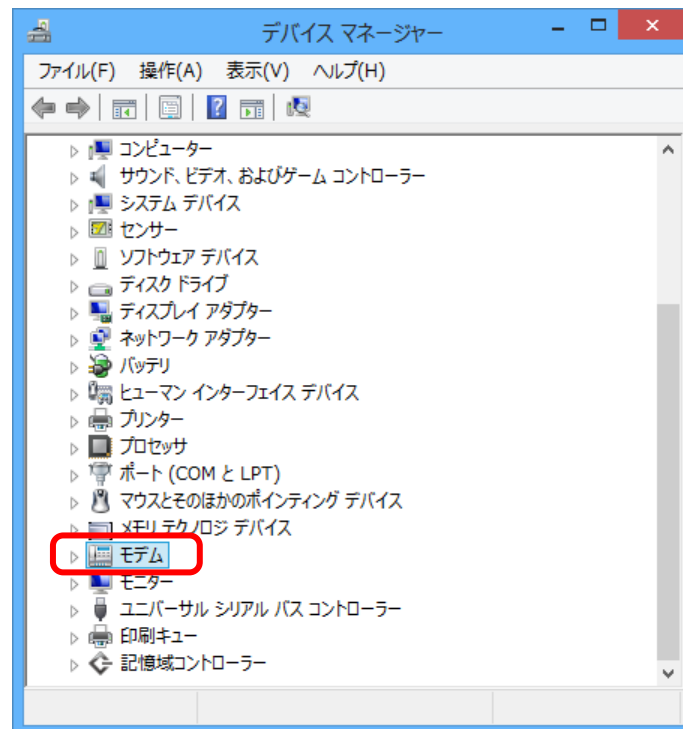 デバイス マネージャー
ファイル(F) 操作(A) 表示(V) ヘルプ(H)
コンピューター
サウンド、ビデオ、およびゲーム コントローラー
システム デバイス
センサー
ソフトウェア デバイス
ディスク ドライブ
ディスプレイ アダプター
ネットワーク アダプター
バッテリ
ヒューマン インターフェイス デバイス
プリンター
プロセッサ
ポート (COM と LPT)
マウスとそのほかのポインティング デバイス
メモリ テクノロジ デバイス
モデム
モニター
ユニバーサル シリアル バス コントローラー
印刷キュー
記憶域コントローラー